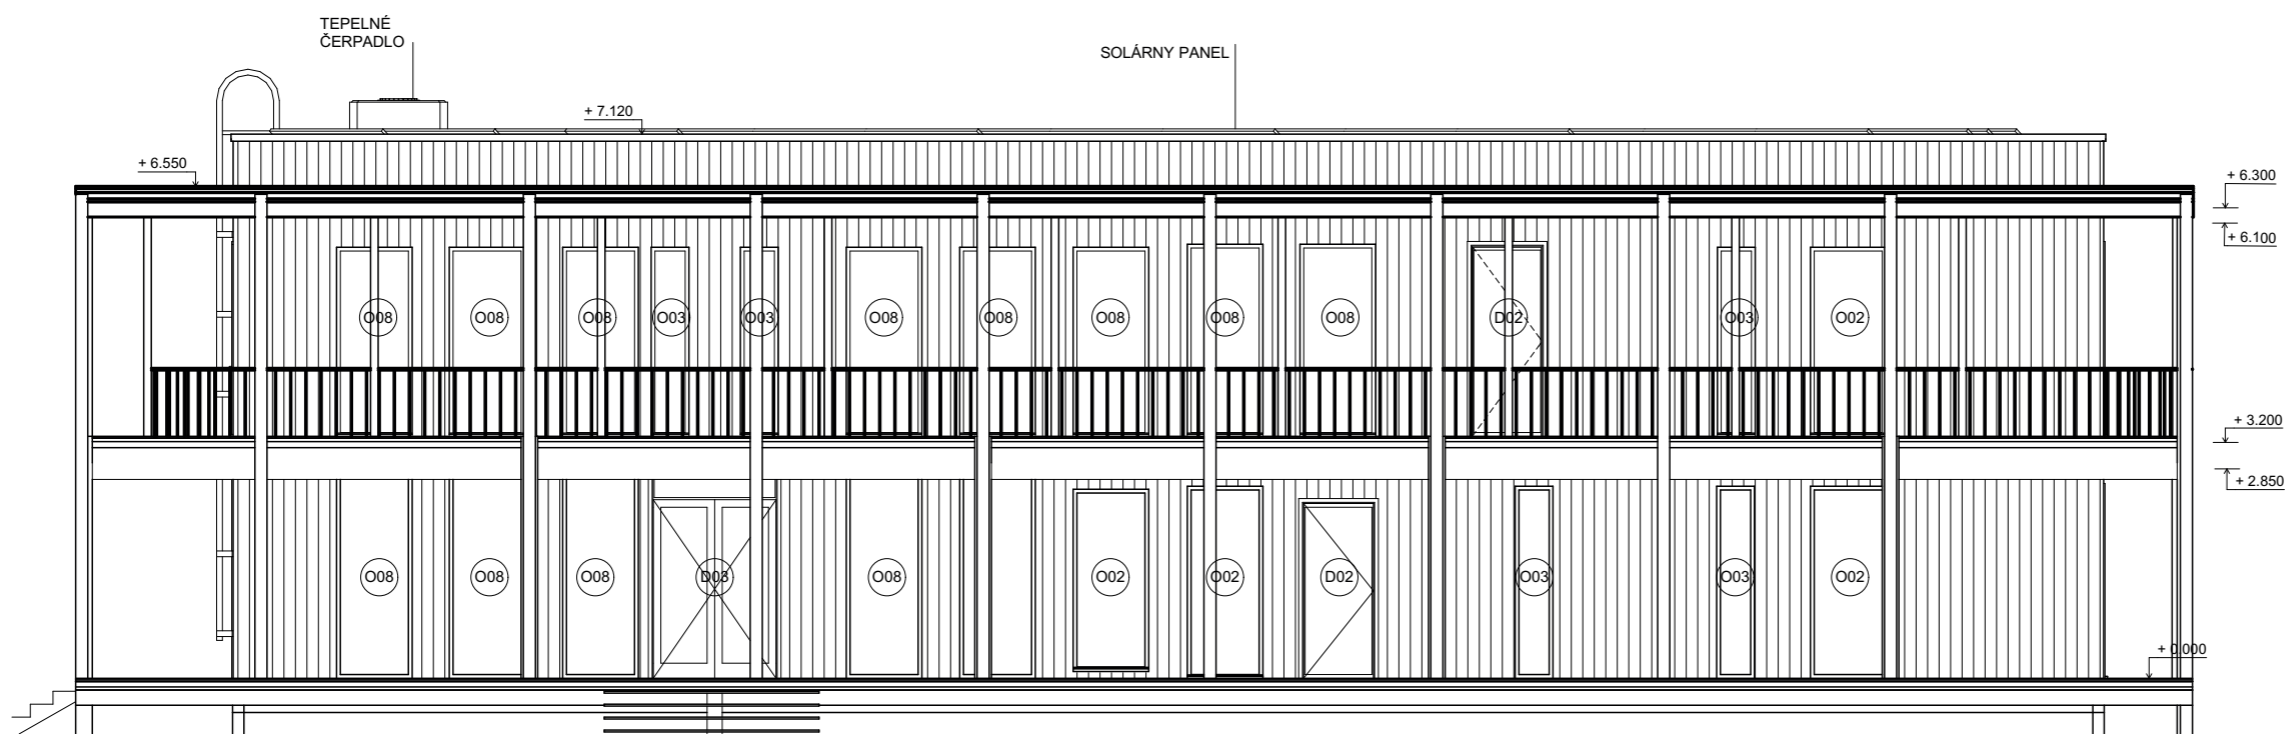 TEPELNÉ
ČERPADLO
SOLÁRNY PANEL
+ 7.120
+ 6.550
+ 6.300
+ 6.100
O08 O08 O08 O03 O03 O08 O08 O08 O08 O08 D02 O03 O02
+ 3.200
+ 2.850
O08 O08 O08 D03 O08 O02 O02 D02 O03 O03 O02
+ 0.000